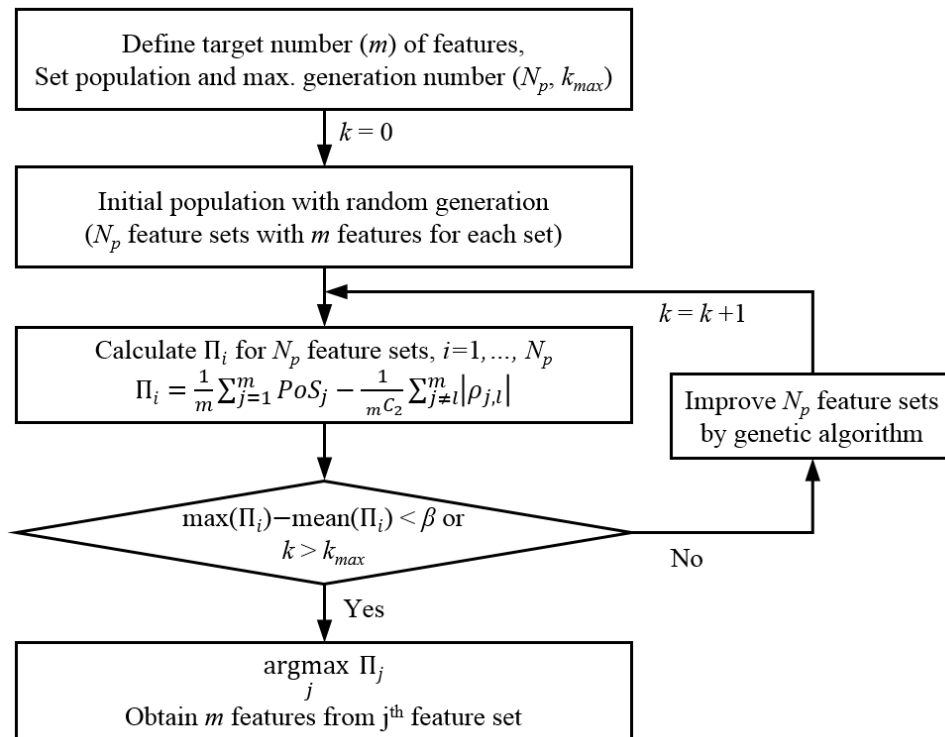 Define target number (m) of features,
Set population and max. generation number (Nₚ, kₘₐₓ)
k = 0
Initial population with random generation
(Nₚ feature sets with m features for each set)
k = k +1
Calculate Πᵢ for Nₚ feature sets, i=1, ..., Nₚ
Πᵢ = 1/m ∑ᵐⱼ₌₁ PoSⱼ − 1/ₘC₂ ∑ᵐⱼ≠ₗ |ρⱼ,ₗ|
Improve Nₚ feature sets
by genetic algorithm
max(Πᵢ)−mean(Πᵢ) < β or
k > kₘₐₓ
No
Yes
argmax Πⱼ
j
Obtain m features from jᵗʰ feature set